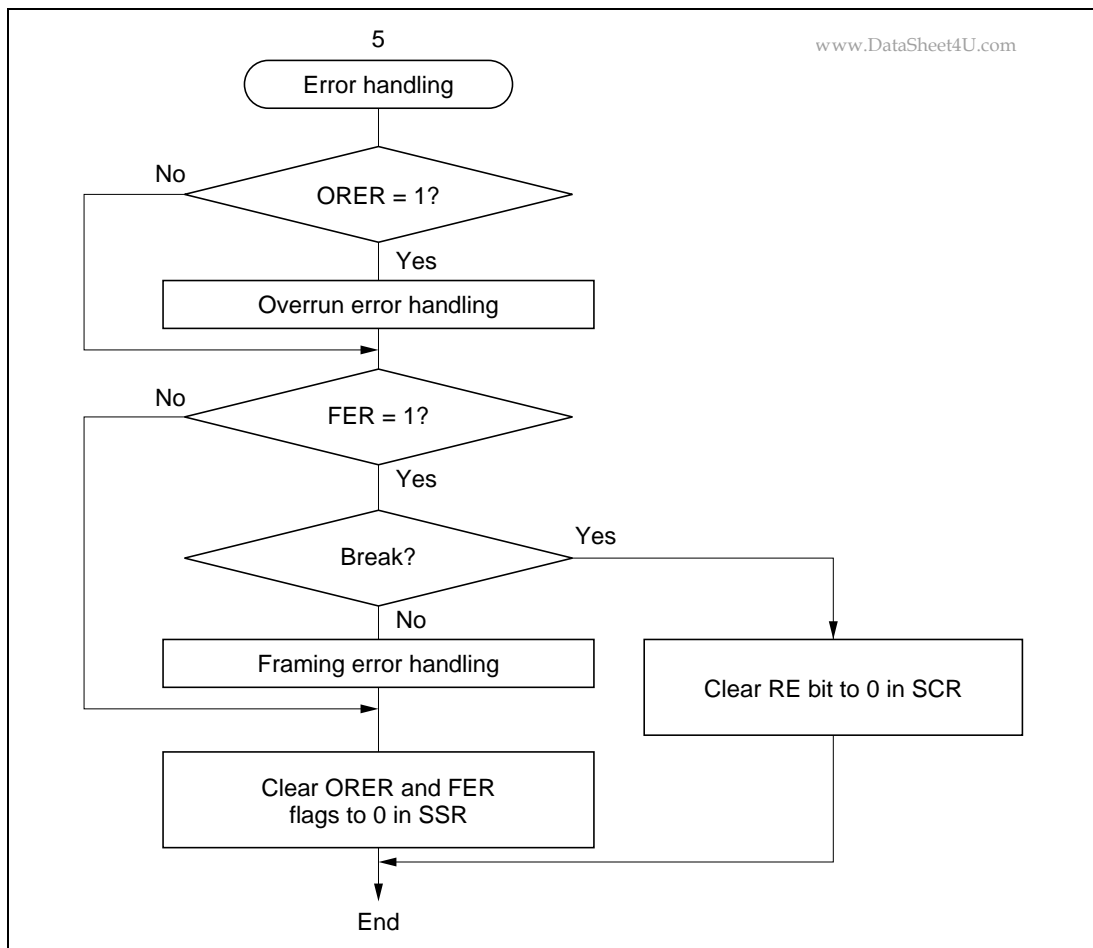 5
www.DataSheet4U.com
Error handling
No
ORER = 1?
Yes
Overrun error handling
No
FER = 1?
Yes
Break?
Yes
No
Framing error handling
Clear RE bit to 0 in SCR
Clear ORER and FER
flags to 0 in SSR
End